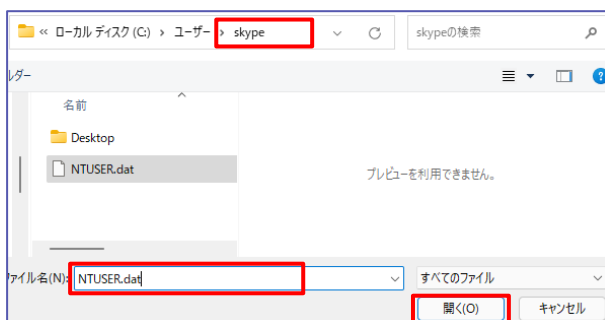 « ローカル ディスク (C:) › ユーザー › skype
skypeの検索
ルダー
名前
Desktop
NTUSER.dat
プレビューを利用できません。
ファイル名(N): NTUSER.dat
すべてのファイル
開く(O)
キャンセル